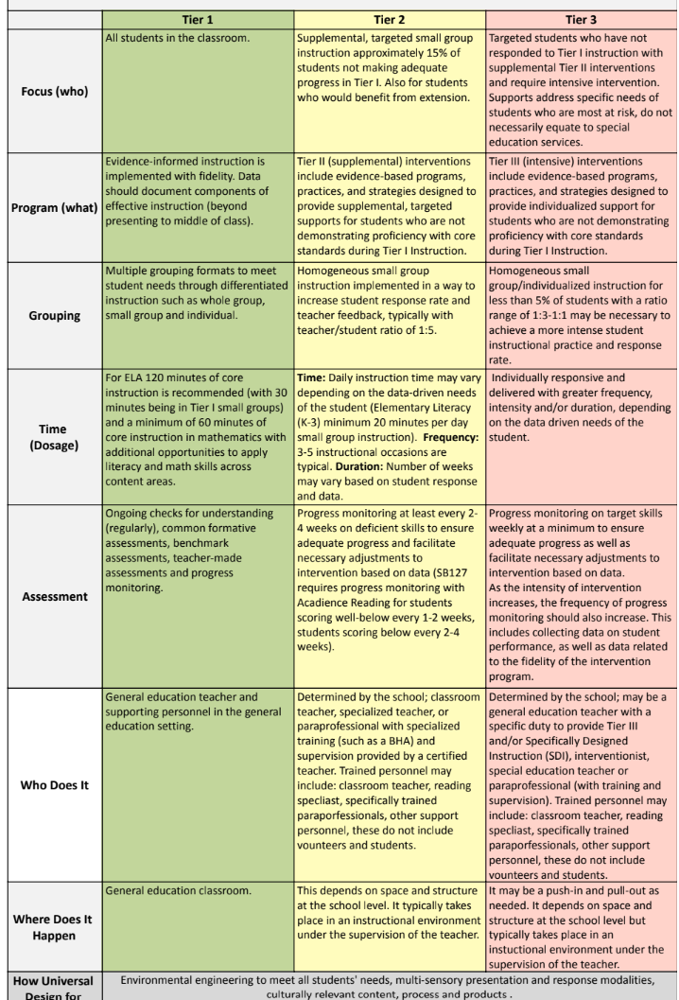 Tier 1
Tier 2
Tier 3
Focus (who)
All students in the classroom.
Supplemental, targeted small group
instruction approximately 15% of
students not making adequate
progress in Tier I. Also for students
who would benefit from extension.
Targeted students who have not
responded to Tier I instruction with
supplemental Tier II interventions
and require intensive intervention.
Supports address specific needs of
students who are most at risk, do not
necessarily equate to special
education services.
Program (what)
Evidence-informed instruction is
implemented with fidelity. Data
should document components of
effective instruction (beyond
presenting to middle of class).
Tier II (supplemental) interventions
include evidence-based programs,
practices, and strategies designed to
provide supplemental, targeted
supports for students who are not
demonstrating proficiency with core
standards during Tier I Instruction.
Tier III (intensive) interventions
include evidence-based programs,
practices, and strategies designed to
provide individualized support for
students who are not demonstrating
proficiency with core standards
during Tier I Instruction.
Grouping
Multiple grouping formats to meet
student needs through differentiated
instruction such as whole group,
small group and individual.
Homogeneous small group
instruction implemented in a way to
increase student response rate and
teacher feedback, typically with
teacher/student ratio of 1:5.
Homogeneous small
group/individualized instruction for
less than 5% of students with a ratio
range of 1:3-1:1 may be necessary to
achieve a more intense student
instructional practice and response
rate.
Time
(Dosage)
For ELA 120 minutes of core
instruction is recommended (with 30
minutes being in Tier I small groups)
and a minimum of 60 minutes of
core instruction in mathematics with
additional opportunities to apply
literacy and math skills across
content areas.
Time: Daily instruction time may vary
depending on the data-driven needs
of the student (Elementary Literacy
(K-3) minimum 20 minutes per day
small group instruction). Frequency:
3-5 instructional occasions are
typical. Duration: Number of weeks
may vary based on student response
and data.
Individually responsive and
delivered with greater frequency,
intensity and/or duration, depending
on the data driven needs of the
student.
Assessment
Ongoing checks for understanding
(regularly), common formative
assessments, benchmark
assessments, teacher-made
assessments and progress
monitoring.
Progress monitoring at least every 2-
4 weeks on deficient skills to ensure
adequate progress and facilitate
necessary adjustments to
intervention based on data (SB127
requires progress monitoring with
Acadience Reading for students
scoring well-below every 1-2 weeks,
students scoring below every 2-4
weeks).
Progress monitoring on target skills
weekly at a minimum to ensure
adequate progress as well as
facilitate necessary adjustments to
intervention based on data.
As the intensity of intervention
increases, the frequency of progress
monitoring should also increase. This
includes collecting data on student
performance, as well as data related
to the fidelity of the intervention
program.
Who Does It
General education teacher and
supporting personnel in the general
education setting.
Determined by the school; classroom
teacher, specialized teacher, or
paraprofessional with specialized
training (such as a BHA) and
supervision provided by a certified
teacher. Trained personnel may
include: classroom teacher, reading
specliast, specifically trained
paraporfessionals, other support
personnel, these do not include
vounteers and students.
Determined by the school; may be a
general education teacher with a
specific duty to provide Tier III
and/or Specifically Designed
Instruction (SDI), interventionist,
special education teacher or
paraprofessional (with training and
supervision). Trained personnel may
include: classroom teacher, reading
specliast, specifically trained
paraporfessionals, other support
personnel, these do not include
vounteers and students.
Where Does It
Happen
General education classroom.
This depends on space and structure
at the school level. It typically takes
place in an instructional environment
under the supervision of the teacher.
It may be a push-in and pull-out as
needed. It depends on space and
structure at the school level but
typically takes place in an
instuctional environment under the
supervision of the teacher.
How Universal
Design for
Environmental engineering to meet all students' needs, multi-sensory presentation and response modalities,
culturally relevant content, process and products .